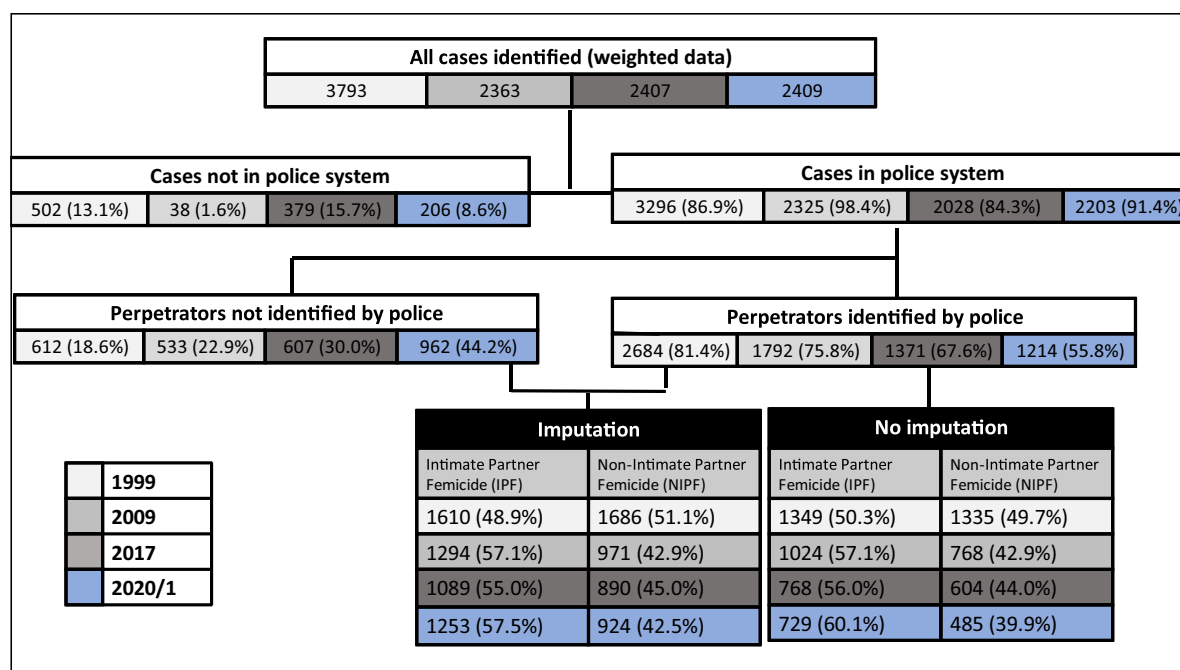 All cases identified (weighted data)
3793 2363 2407 2409
Cases not in police system
502 (13.1%) 38 (1.6%) 379 (15.7%) 206 (8.6%)
Cases in police system
3296 (86.9%) 2325 (98.4%) 2028 (84.3%) 2203 (91.4%)
Perpetrators not identified by police
612 (18.6%) 533 (22.9%) 607 (30.0%) 962 (44.2%)
Perpetrators identified by police
2684 (81.4%) 1792 (75.8%) 1371 (67.6%) 1214 (55.8%)
Imputation
Intimate Partner
Femicide (IPF)
Non-Intimate Partner
Femicide (NIPF)
1610 (48.9%) 1686 (51.1%)
1294 (57.1%) 971 (42.9%)
1089 (55.0%) 890 (45.0%)
1253 (57.5%) 924 (42.5%)
No imputation
Intimate Partner
Femicide (IPF)
Non-Intimate Partner
Femicide (NIPF)
1349 (50.3%) 1335 (49.7%)
1024 (57.1%) 768 (42.9%)
768 (56.0%) 604 (44.0%)
729 (60.1%) 485 (39.9%)
1999
2009
2017
2020/1